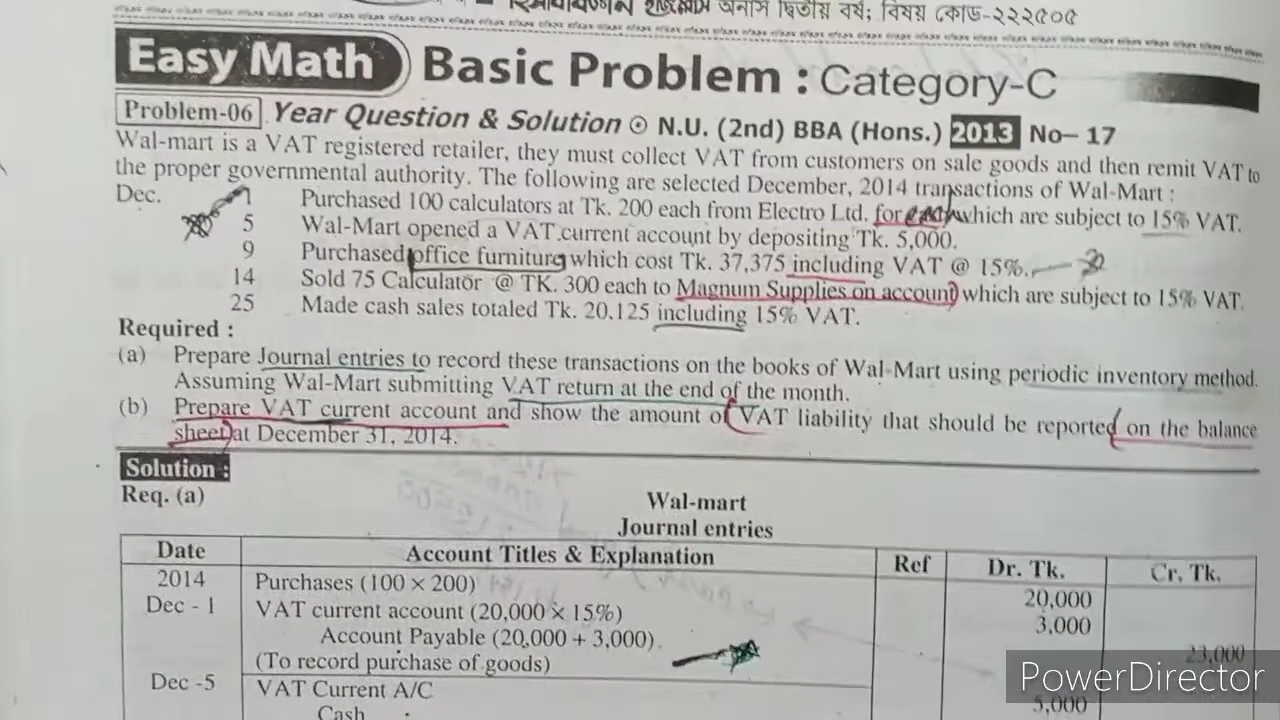 হিসাববিজ্ঞান ইজিপ্লাস অনার্স দ্বিতীয় বর্ষ; বিষয় কোড-২২২৫০৫
Easy Math Basic Problem : Category-C
Problem-06 Year Question & Solution ⊙ N.U. (2nd) BBA (Hons.) 2013 No– 17
Wal-mart is a VAT registered retailer, they must collect VAT from customers on sale goods and then remit VAT to
the proper governmental authority. The following are selected December, 2014 transactions of Wal-Mart :
Dec. 1 Purchased 100 calculators at Tk. 200 each from Electro Ltd. for each which are subject to 15% VAT.
5 Wal-Mart opened a VAT current account by depositing Tk. 5,000.
9 Purchased office furniture which cost Tk. 37,375 including VAT @ 15%.
14 Sold 75 Calculator @ TK. 300 each to Magnum Supplies on account which are subject to 15% VAT.
25 Made cash sales totaled Tk. 20.125 including 15% VAT.
Required :
(a) Prepare Journal entries to record these transactions on the books of Wal-Mart using periodic inventory method.
Assuming Wal-Mart submitting VAT return at the end of the month.
(b) Prepare VAT current account and show the amount of VAT liability that should be reported on the balance
sheet at December 31, 2014.
Solution :
Req. (a)
Wal-mart
Journal entries
Date Account Titles & Explanation Ref Dr. Tk. Cr. Tk.
2014 Purchases (100 × 200) 20,000
Dec - 1 VAT current account (20,000 × 15%) 3,000
Account Payable (20,000 + 3,000). 23,000
(To record purchase of goods)
Dec -5 VAT Current A/C 5,000
Cash
PowerDirector